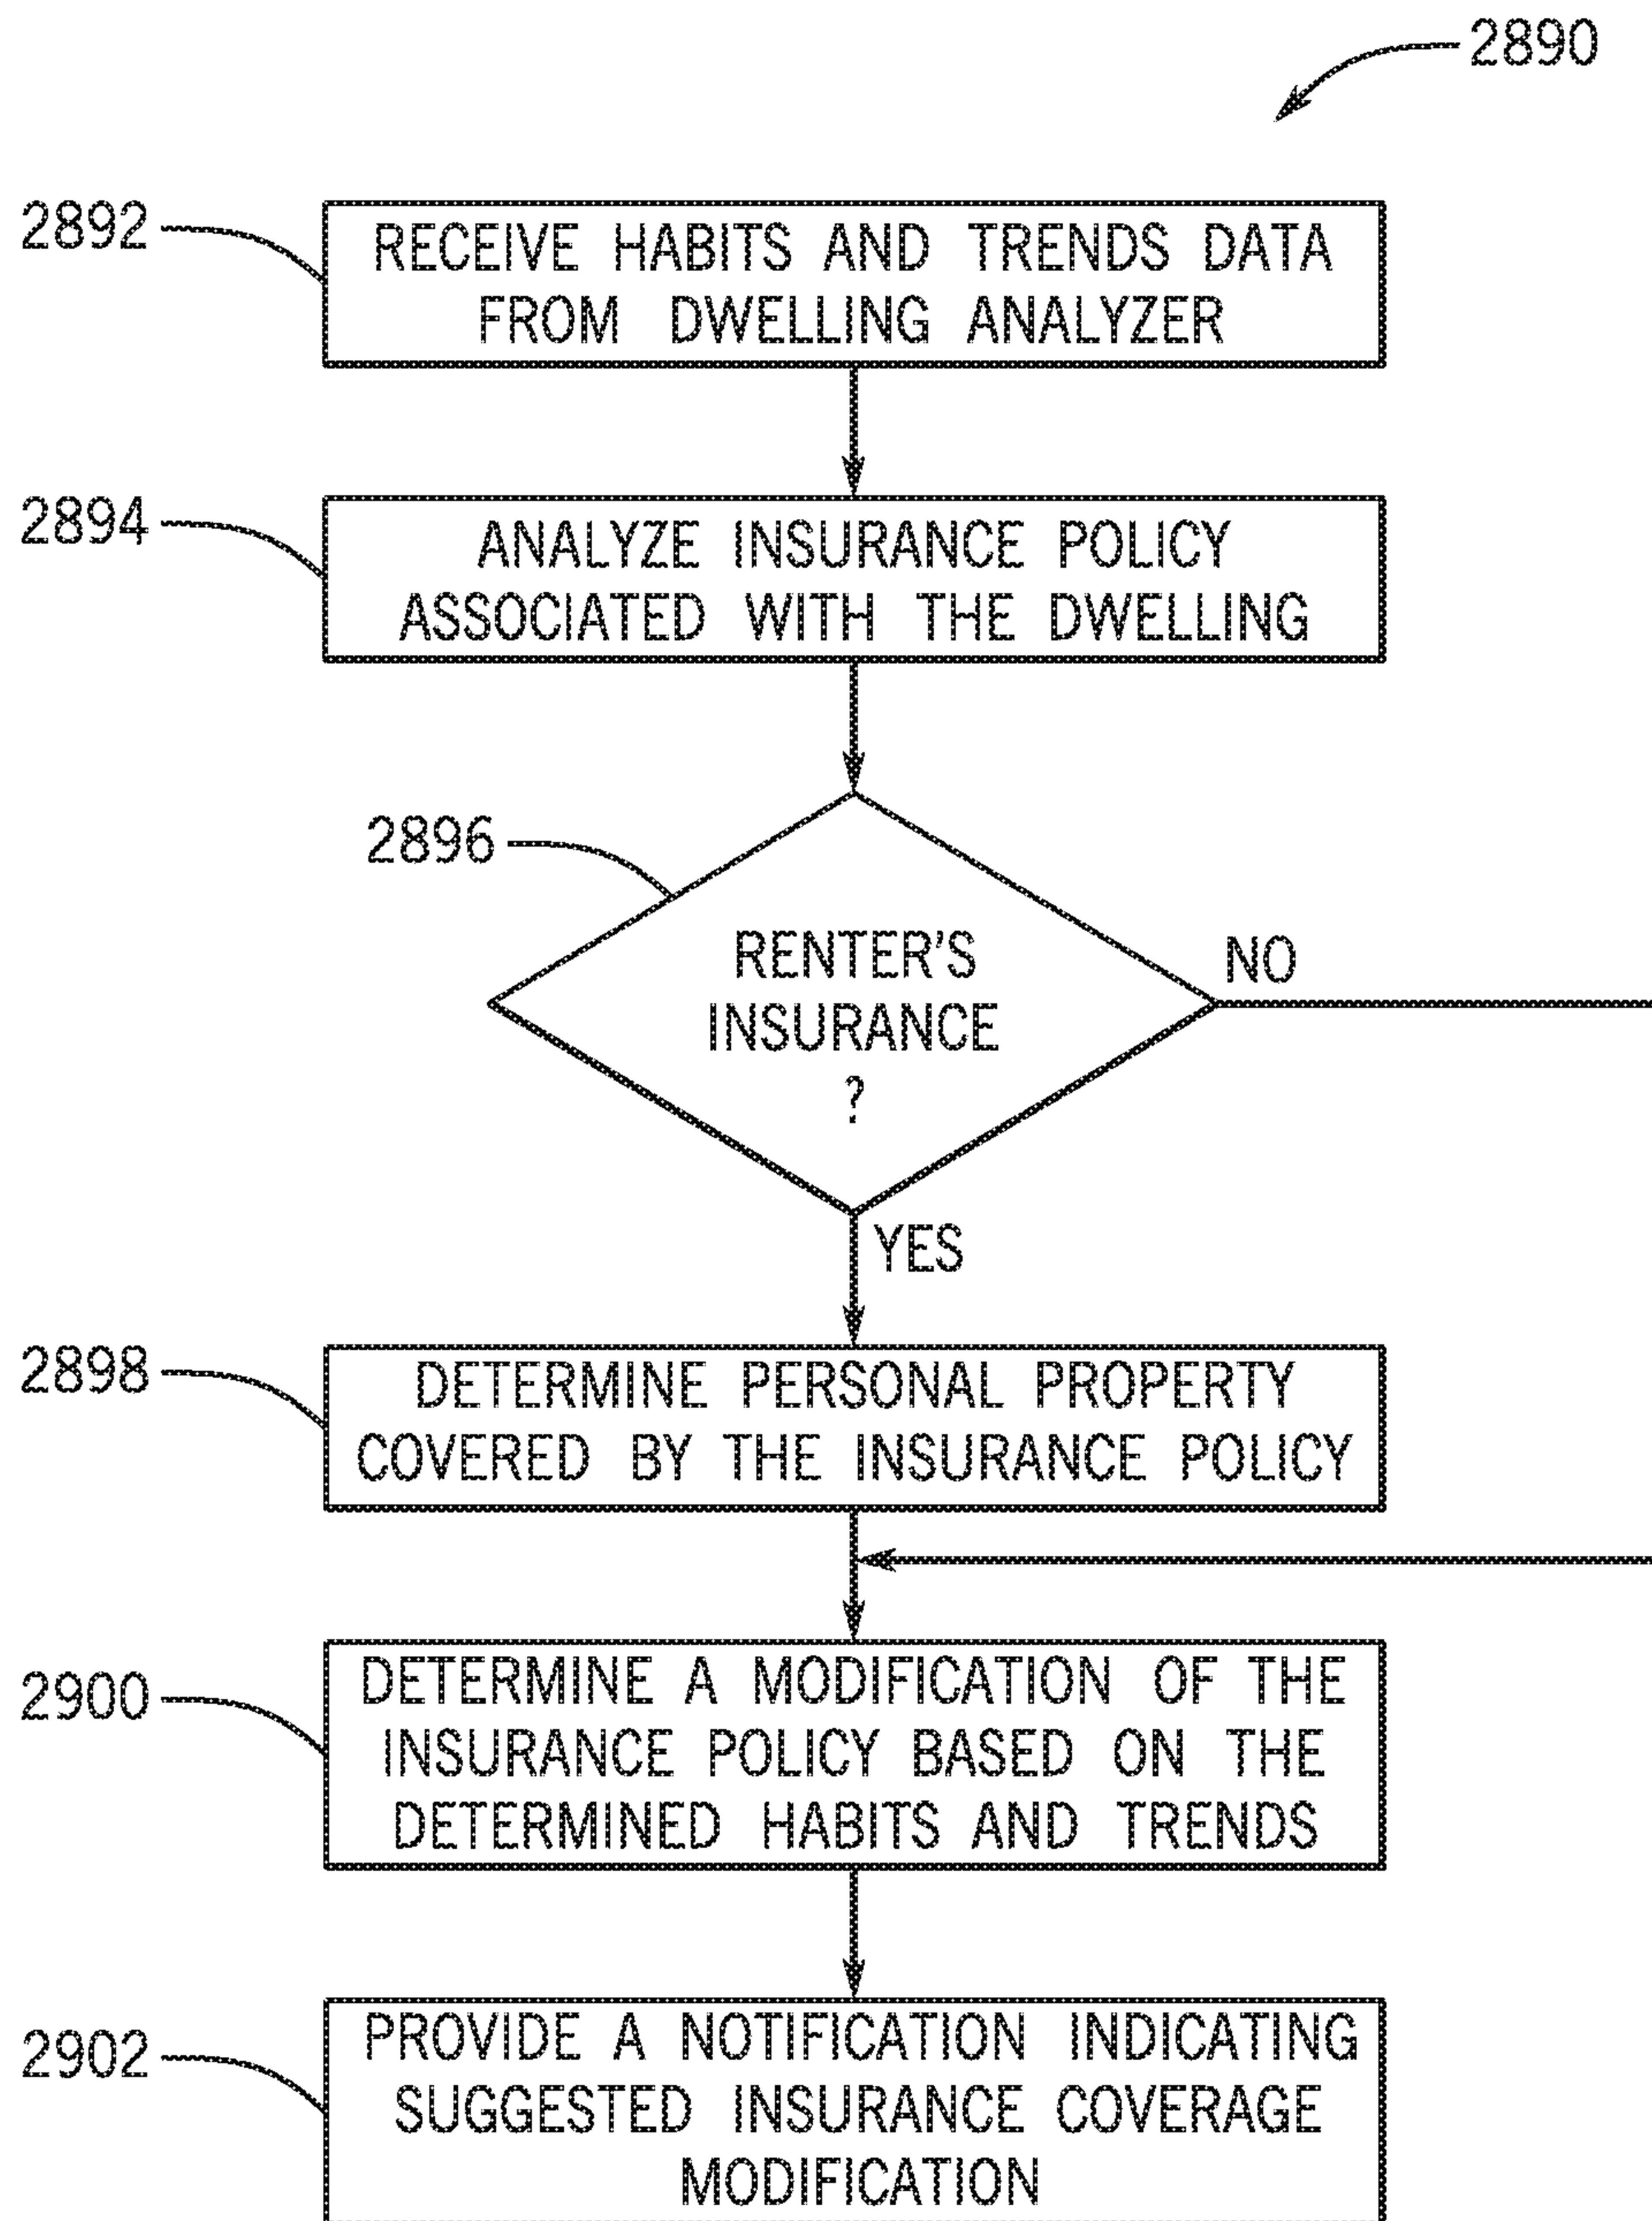 2890
2892
RECEIVE HABITS AND TRENDS DATA
FROM DWELLING ANALYZER
2894
ANALYZE INSURANCE POLICY
ASSOCIATED WITH THE DWELLING
2896
RENTER'S
INSURANCE
?
NO
YES
2898
DETERMINE PERSONAL PROPERTY
COVERED BY THE INSURANCE POLICY
2900
DETERMINE A MODIFICATION OF THE
INSURANCE POLICY BASED ON THE
DETERMINED HABITS AND TRENDS
2902
PROVIDE A NOTIFICATION INDICATING
SUGGESTED INSURANCE COVERAGE
MODIFICATION